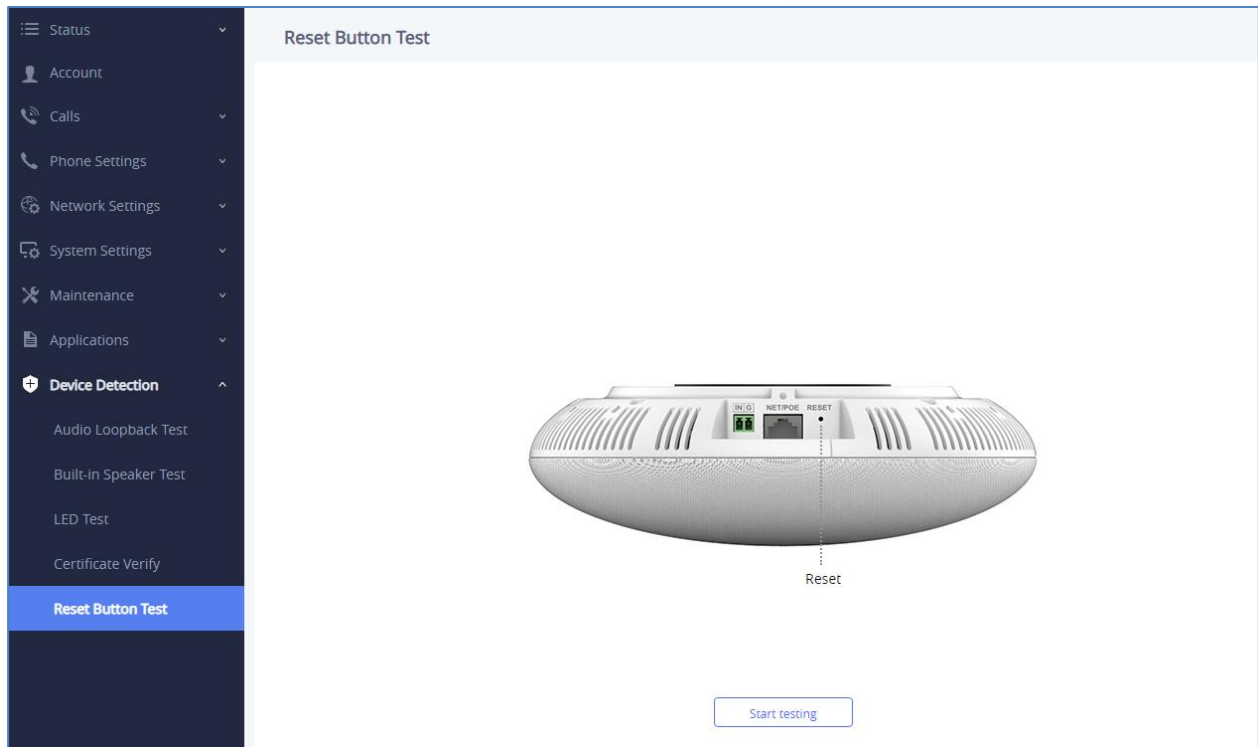 Status
Account
Calls
Phone Settings
Network Settings
System Settings
Maintenance
Applications
Device Detection
Audio Loopback Test
Built-in Speaker Test
LED Test
Certificate Verify
Reset Button Test
Reset Button Test
IN G NET/POE RESET
Reset
Start testing